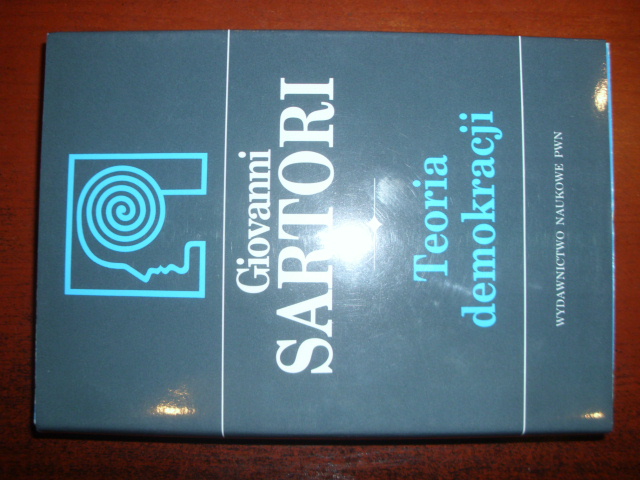 Giovanni
SARTORI
Teoria
demokracji
WYDAWNICTWO NAUKOWE PWN